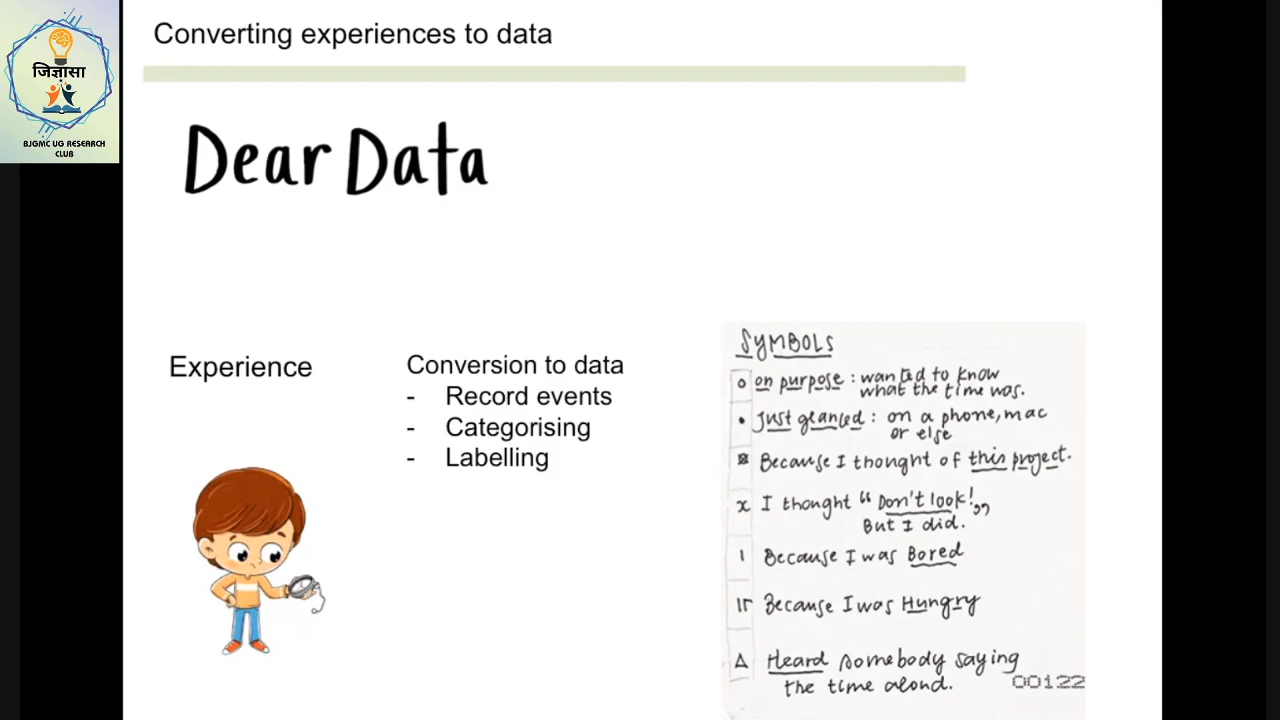 Converting experiences to data
जिज्ञासा
BJGMC UG RESEARCH
CLUB
Dear Data
Experience
Conversion to data
- Record events
- Categorising
- Labelling
SYMBOLS
o on purpose : wanted to know
what the time was.
• Just glanced : on a phone, mac
or else
Because I thought of this project.
x I thought “Don't look!”
But I did.
I Because I was Bored
Because I was Hungry
Δ Heard somebody saying
the time aloud.
00122